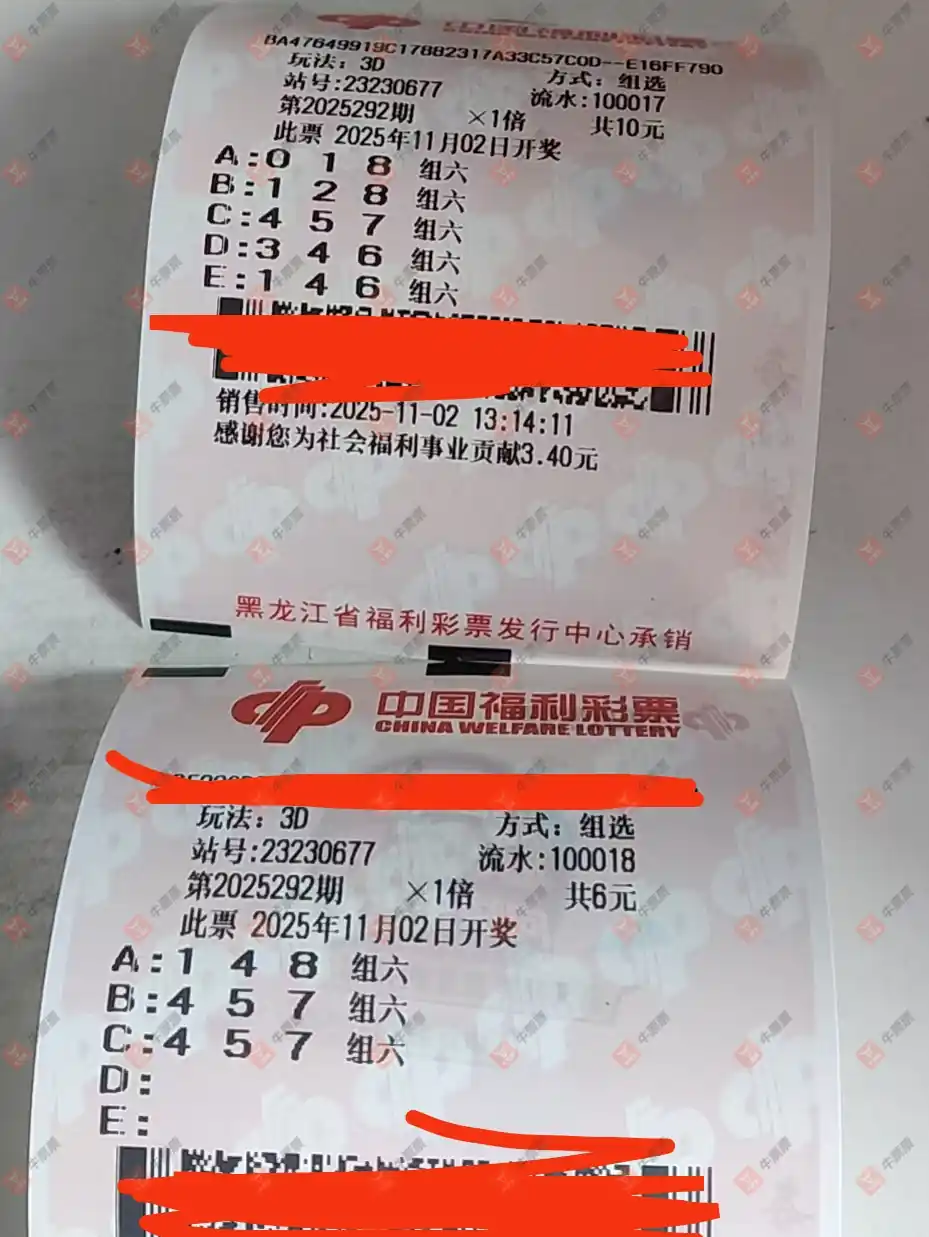 BA47649919C17882317A33C57C0D--E16FF790
玩法：3D 方式：组选
站号:23230677 流水:100017
第2025292期 ×1倍 共10元
此票 2025年11月02日开奖
A:0 1 8 组六
B:1 2 8 组六
C:4 5 7 组六
D:3 4 6 组六
E:1 4 6 组六
销售时间:2025-11-02 13:14:11
感谢您为社会福利事业贡献3.40元
黑龙江省福利彩票发行中心承销
中国福利彩票
CHINA WELFARE LOTTERY
玩法：3D 方式：组选
站号:23230677 流水:100018
第2025292期 ×1倍 共6元
此票 2025年11月02日开奖
A:1 4 8 组六
B:4 5 7 组六
C:4 5 7 组六
D:
E: